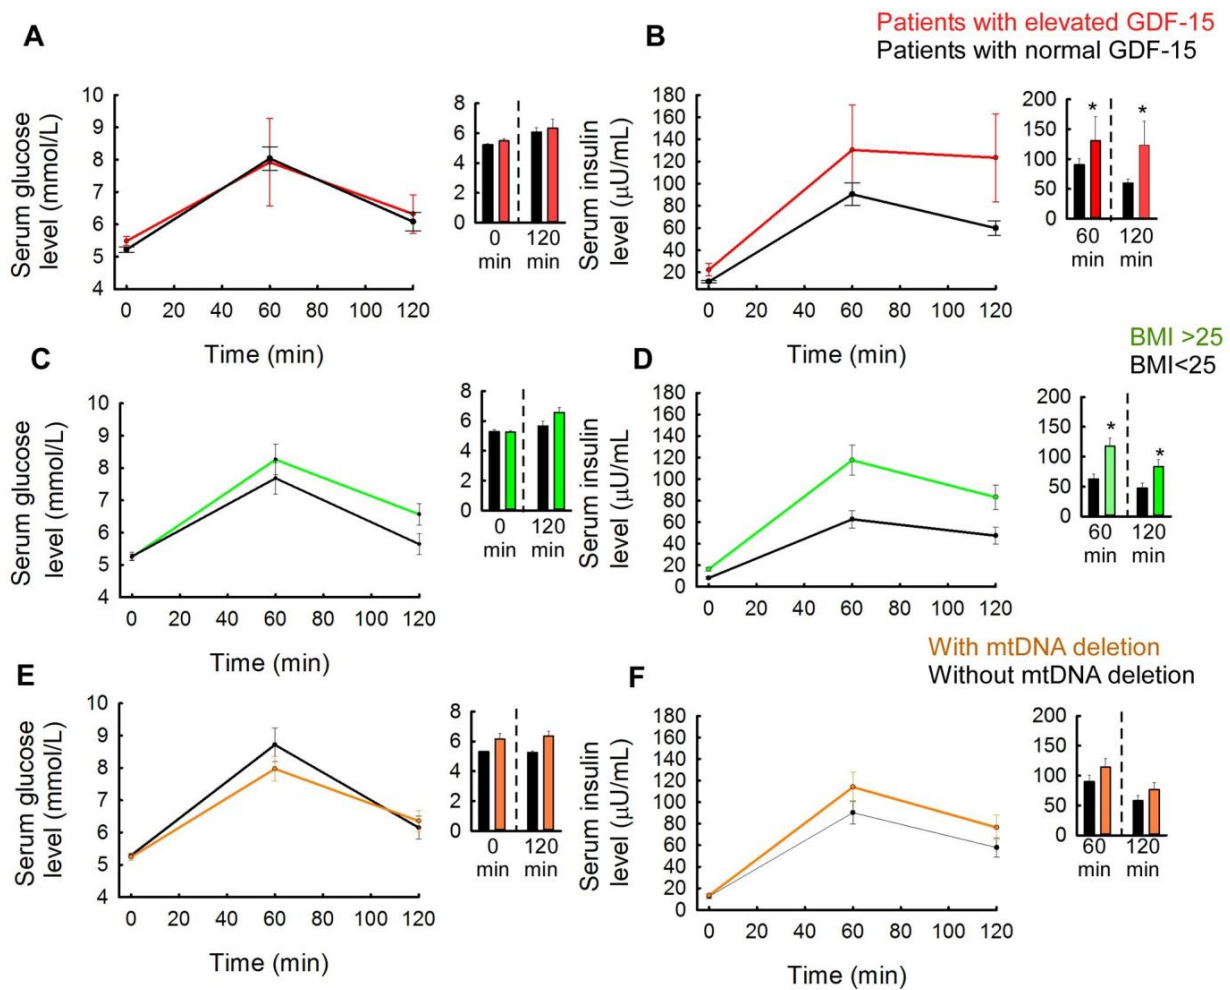 A
B
Patients with elevated GDF-15
Patients with normal GDF-15
Serum glucose
level (mmol/L)
10
9
8
7
6
5
4
0 20 40 60 80 100 120
Time (min)
8
6
4
2
0
0 120
min min
Serum insulin
level (μU/mL)
180
160
140
120
100
80
60
40
20
0 20 40 60 80 100 120
Time (min)
200
150
100
50
0
* *
60 120
min min
C
D
BMI >25
BMI<25
Serum glucose
level (mmol/L)
10
9
8
7
6
5
4
0 20 40 60 80 100 120
Time (min)
8
6
4
2
0
0 120
min min
Serum insulin
level (μU/mL
180
160
140
120
100
80
60
40
20
0
0 20 40 60 80 100 120
Time (min)
200
150
100
50
0
* *
60 120
min min
E
F
With mtDNA deletion
Without mtDNA deletion
Serum glucose
level (mmol/L)
10
9
8
7
6
5
4
0 20 40 60 80 100 120
Time (min)
8
6
4
2
0
0 120
min min
Serum insulin
level (μU/mL)
180
160
140
120
100
80
60
40
20
0
0 20 40 60 80 100 120
Time (min)
200
150
100
50
0
60 120
min min